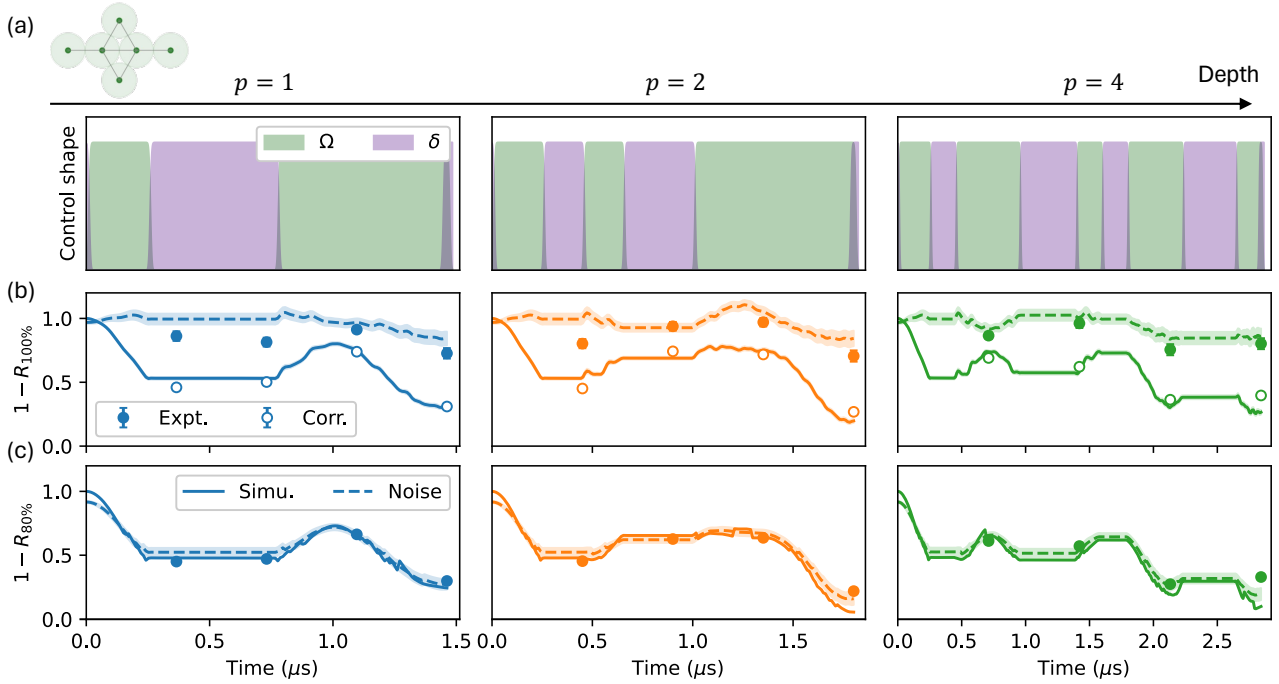 (a)
p = 1
p = 2
p = 4
Depth
Control shape
Ω
δ
(b)
1 − R100%
1.0
0.5
0.0
Expt.
Corr.
(c)
1 − R80%
1.0
0.5
0.0
Simu.
Noise
0.0 0.5 1.0 1.5
0.0 0.5 1.0 1.5
0.0 0.5 1.0 1.5 2.0 2.5
Time (μs)
Time (μs)
Time (μs)